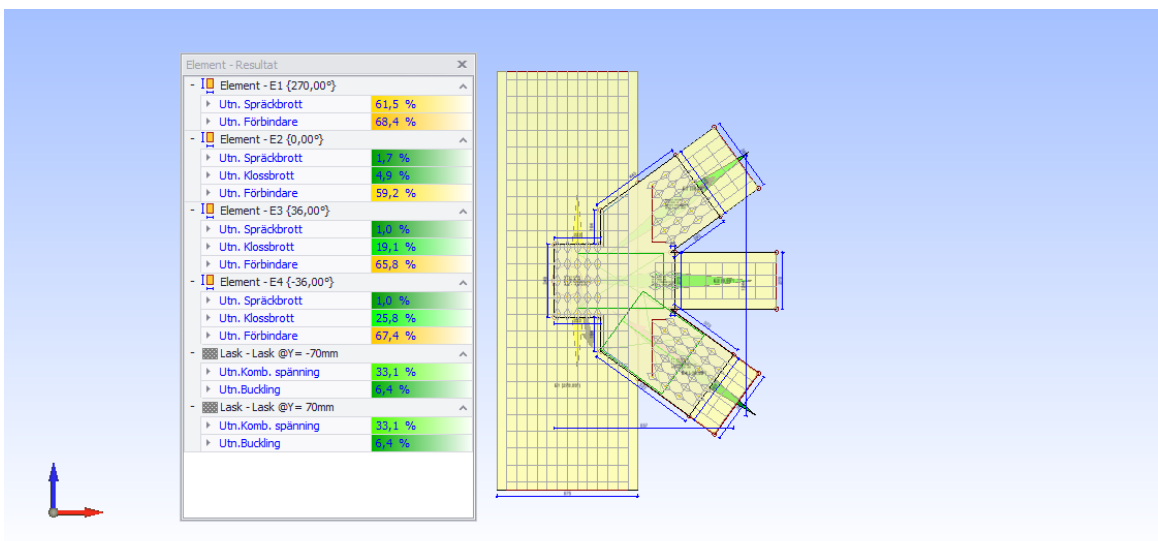 Element - Resultat
Element - E1 {270,00°}
Utn. Spräckbrott 61,5 %
Utn. Förbindare 68,4 %
Element - E2 {0,00°}
Utn. Spräckbrott 1,7 %
Utn. Klossbrott 4,9 %
Utn. Förbindare 59,2 %
Element - E3 {36,00°}
Utn. Spräckbrott 1,0 %
Utn. Klossbrott 19,1 %
Utn. Förbindare 65,8 %
Element - E4 {-36,00°}
Utn. Spräckbrott 1,0 %
Utn. Klossbrott 25,8 %
Utn. Förbindare 67,4 %
Lask - Lask @Y= -70mm
Utn.Komb. spänning 33,1 %
Utn.Buckling 6,4 %
Lask - Lask @Y= 70mm
Utn.Komb. spänning 33,1 %
Utn.Buckling 6,4 %